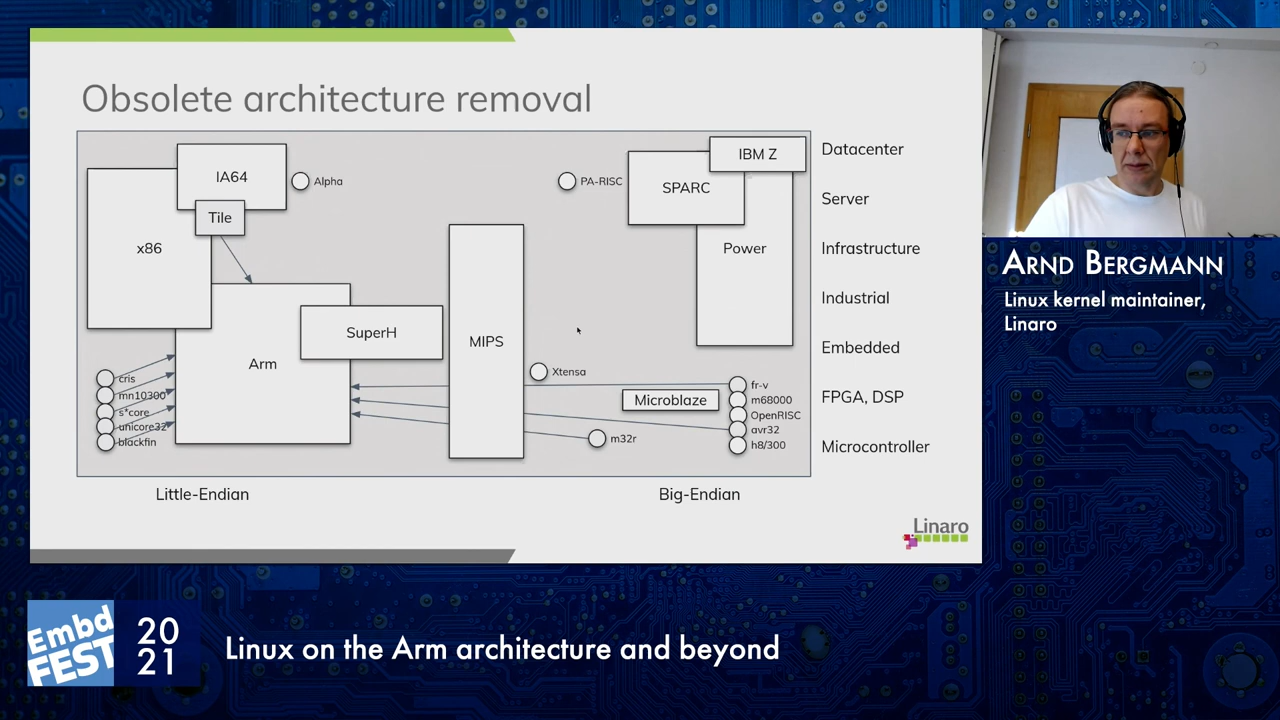 Obsolete architecture removal
IBM Z
Datacenter
IA64
Alpha
PA-RISC
SPARC
Server
Tile
x86
Power
Infrastructure
Industrial
SuperH
MIPS
Embedded
Arm
Xtensa
cris
mn10300
s*core
unicore32
blackfin
Microblaze
fr-v
m68000
OpenRISC
avr32
h8/300
FPGA, DSP
m32r
Microcontroller
Little-Endian
Big-Endian
Linaro
ARND BERGMANN
Linux kernel maintainer,
Linaro
Embd
FEST
20
21
Linux on the Arm architecture and beyond